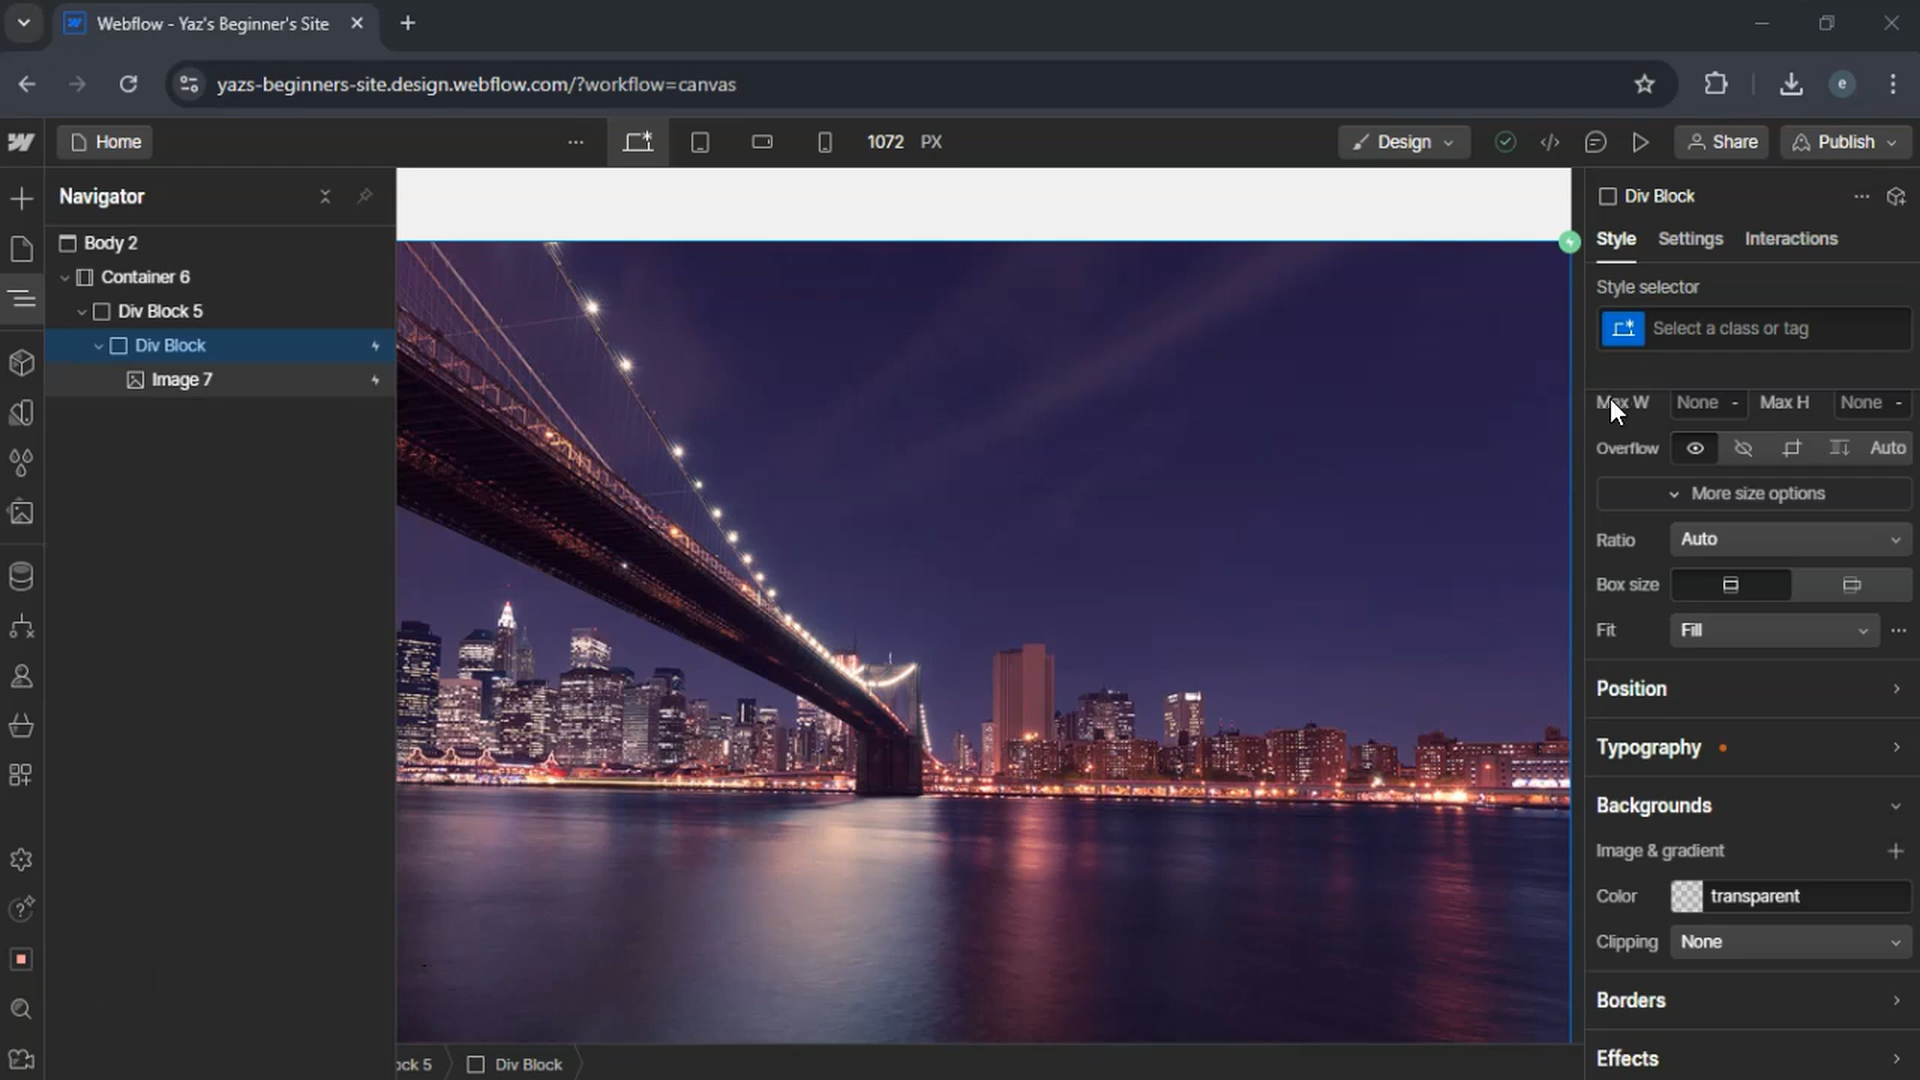 Webflow - Yaz's Beginner's Site
yazs-beginners-site.design.webflow.com/?workflow=canvas
e
Home
1072 PX
Design
Share
Publish
Navigator
Body 2
Container 6
Div Block 5
Div Block
Image 7
Div Block
Style Settings Interactions
Style selector
Select a class or tag
Max W None - Max H None -
Overflow Auto
More size options
Ratio Auto
Box size
Fit Fill
Position
Typography
Backgrounds
Image & gradient
Color transparent
Clipping None
Borders
Effects
ock 5 Div Block